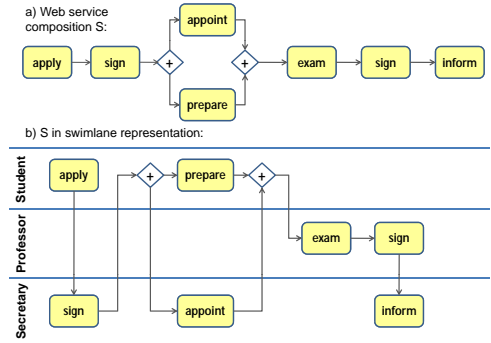 a) Web service
composition S:
appoint
apply
sign
+
+
exam
sign
inform
prepare
b) S in swimlane representation:
Student
apply
+
prepare
+
Professor
exam
sign
Secretary
sign
appoint
inform